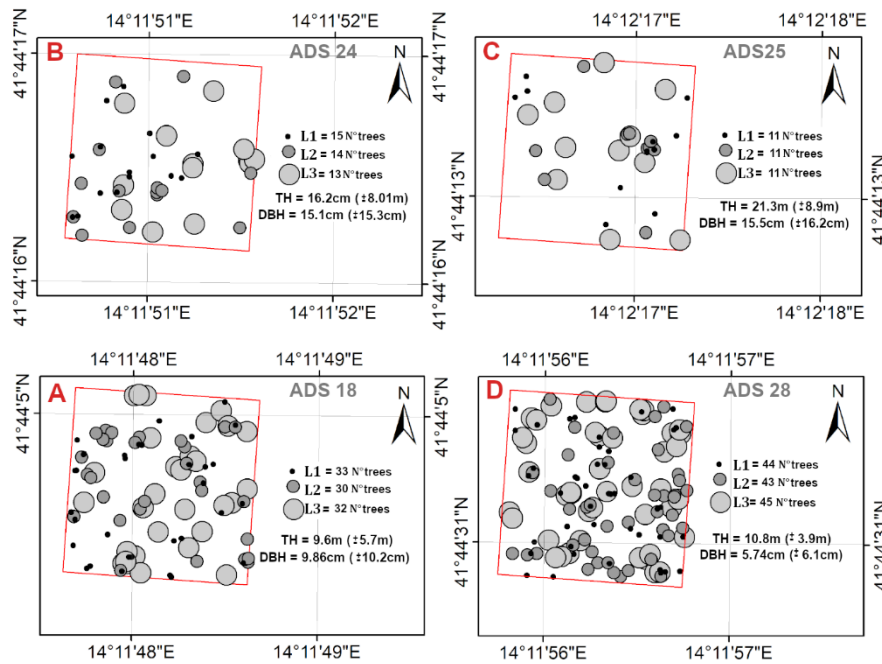 14°11'51"E 14°11'52"E
B
ADS 24
N
41°44'17"N
41°44'17"N
L1 = 15 N°trees
L2 = 14 N°trees
L3 = 13 N°trees
TH = 16.2cm (±8.01m)
DBH = 15.1cm (±15.3cm)
41°44'16"N
41°44'16"N
14°11'51"E 14°11'52"E
14°12'17"E 14°12'18"E
C
ADS25
N
L1 = 11 N°trees
L2 = 11 N°trees
L3 = 11 N°trees
TH = 21.3m (±8.9m)
DBH = 15.5cm (±16.2cm)
41°44'13"N
41°44'13"N
14°12'17"E 14°12'18"E
14°11'48"E 14°11'49"E
A
ADS 18
N
41°44'5"N
41°44'5"N
L1 = 33 N°trees
L2 = 30 N°trees
L3 = 32 N°trees
TH = 9.6m (±5.7m)
DBH = 9.86cm (±10.2cm)
14°11'48"E 14°11'49"E
14°11'56"E 14°11'57"E
D
ADS 28
N
L1 = 44 N°trees
L2 = 43 N°trees
L3 = 45 N°trees
TH = 10.8m (± 3.9m)
DBH = 5.74cm (± 6.1cm)
41°44'31"N
41°44'31"N
14°11'56"E 14°11'57"E